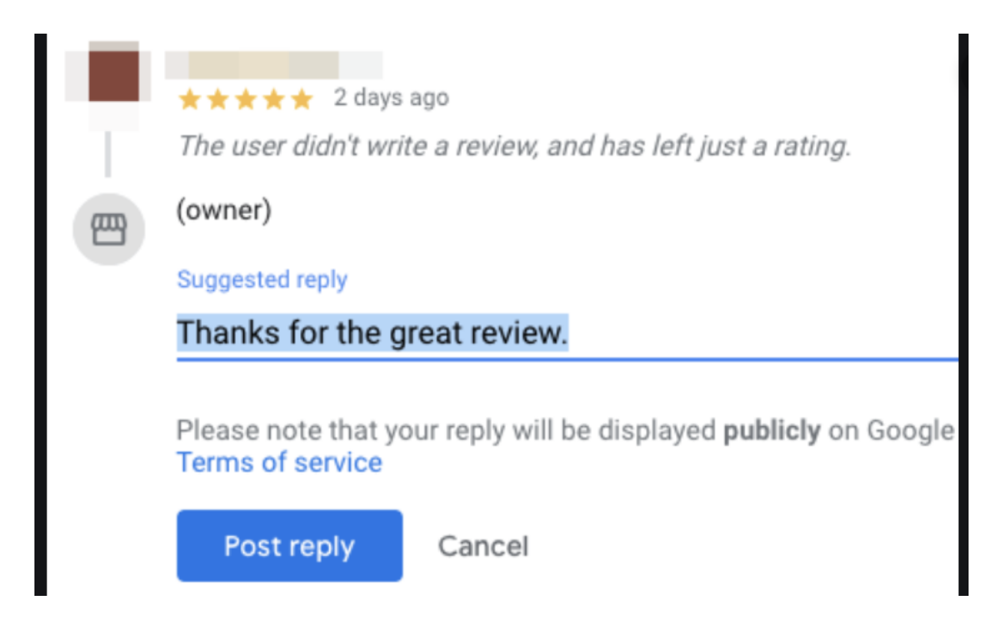 2 days ago
The user didn't write a review, and has left just a rating.
(owner)
Suggested reply
Thanks for the great review.
Please note that your reply will be displayed publicly on Google
Terms of service
Post reply
Cancel